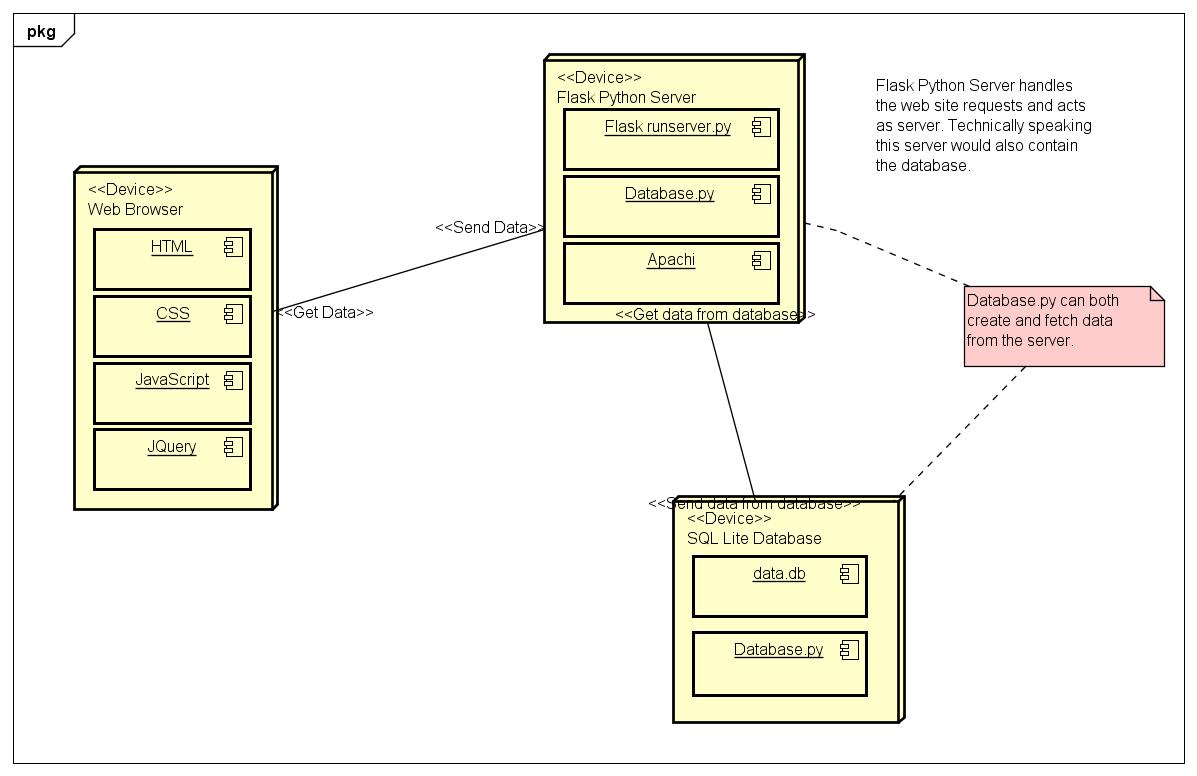 pkg
<<Device>>
Flask Python Server
Flask runserver.py
Database.py
Apachi
<<Get data from database>>
Flask Python Server handles
the web site requests and acts
as server. Technically speaking
this server would also contain
the database.
<<Device>>
Web Browser
HTML
CSS
JavaScript
JQuery
<<Send Data>>
<<Get Data>>
Database.py can both
create and fetch data
from the server.
<<Send data from database>>
<<Device>>
SQL Lite Database
data.db
Database.py